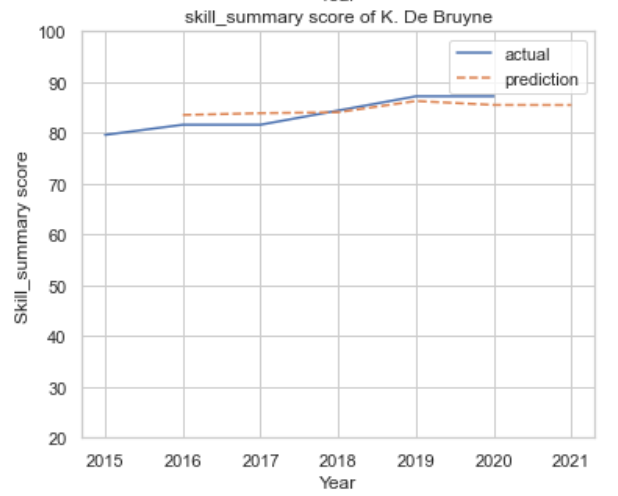 skill_summary score of K. De Bruyne
100
90
80
70
60
50
40
30
20
Skill_summary score
actual
prediction
2015 2016 2017 2018 2019 2020 2021
Year